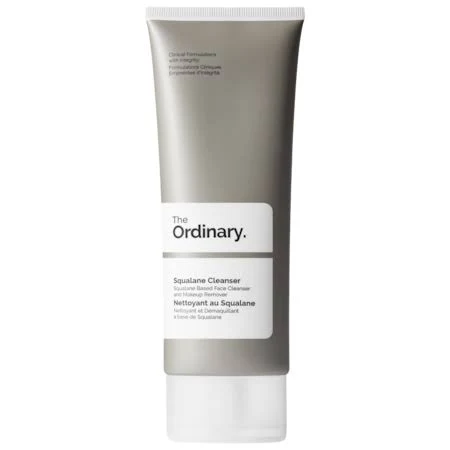 Clinical Formulations
with Integrity.
Formulations Cliniques
Empreintes d'Intégrité.
The
Ordinary.
Squalane Cleanser
Squalane Based Face Cleanser
and Makeup Remover
Nettoyant au Squalane
Nettoyant et Démaquillant
à base de Squalane